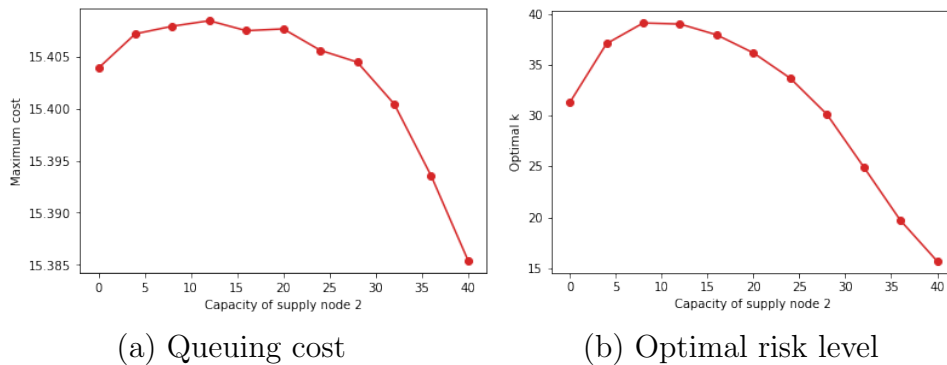 15.405
15.400
15.395
15.390
15.385
Maximum cost
0 5 10 15 20 25 30 35 40
Capacity of supply node 2
(a) Queuing cost
40
35
30
25
20
15
Optimal k
0 5 10 15 20 25 30 35 40
Capacity of supply node 2
(b) Optimal risk level